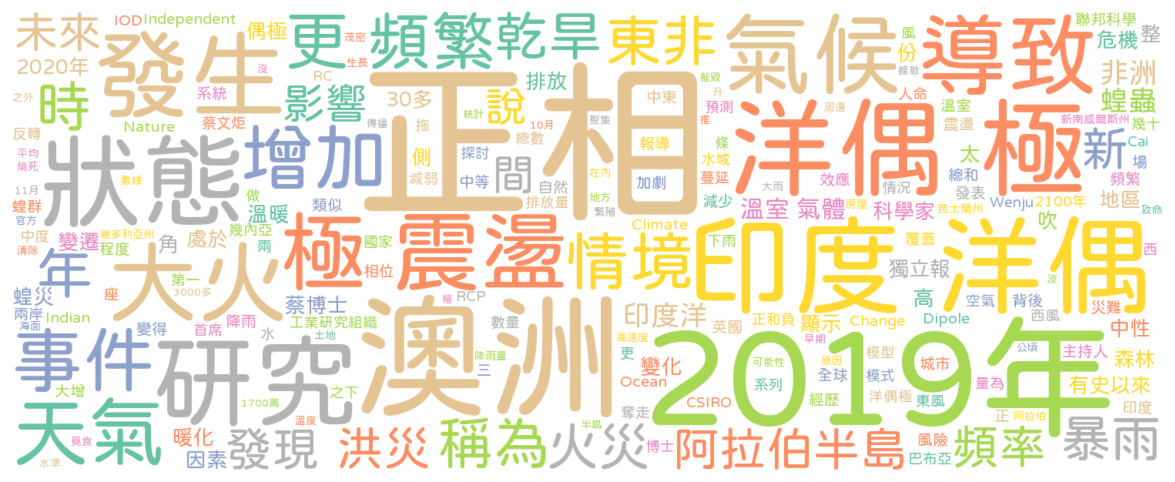 未來 IOD Independent 偶極 茂密 更 頻繁 乾旱 東非 風 份 聯邦科學 整
2020年 發生 RC 生長 氣候 導致 危機 非洲
之外 時 系統 影響 30多 排放 說 中東 擴散 人命 溫室 蝗蟲
Nature 蔡文炬 傳播 拖 統計 10月 聚集 報導 預測 推 周邊 震盪 新南威爾斯州 幾十
反轉 正相 洋偶極 新 Cai
平均 燒死 狀態 增加 探討 側 總數 條 水域 太 場
11月 數據 減弱 中等 間 自然 在內 加劇 蔓延 大雨 效應 總和 頻繁
蝗群 官方 做 類似 排放量 地方 減少 房屋 情況 發表 Wenju 2100年 地區
溫暖 繁殖 溫室 氣體 科學家 昆士蘭州 吹 致命
中度 維多利亞州 幾內亞 Climate
清除 變遷 程度 角 處於 兩 國家 極 震盪 情境 下雨 印度 洋偶 覆蓋 西
年 大火 第一 相位 獨立報 波
蝗災 座 3000多 蔡博士 RCP 澳洲 植 高 空氣 背後 災難
兩岸 Indian 首席 降雨 工業研究組織 數量 印度洋 英國 正和負 顯示 Change Dipole 西風 中性
海面 變得 水 土地 2019年
事件 研究 降雨量 高速度 早期 可能性 原因 模型 公頃 主持人
三 更 變化 全球 模式 城市 量為 森林
大增 之下 Ocean 系列 洋偶極 有史以來
1700萬 奪走 CSIRO 經歷 東風 正 阿拉伯 印度
天氣 溫度 半島
覓食 暖化 發現 洪災 稱為 火災 博士 阿拉伯半島 風險 頻率 暴雨
水準 因素 巴布亞